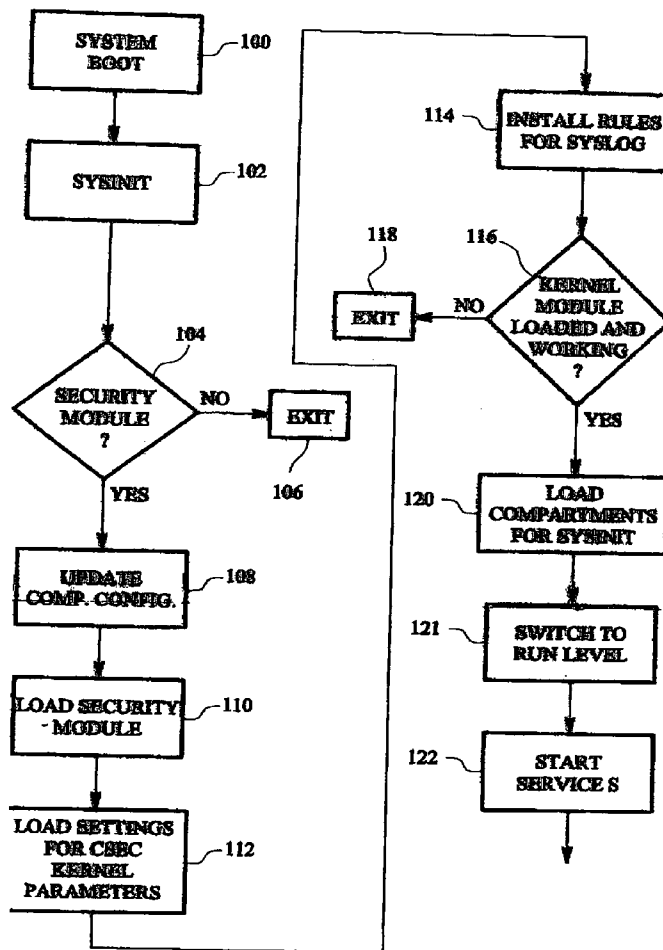 SYSTEM
BOOT
100
SYSINIT
102
104
SECURITY
MODULE
?
NO
EXIT
106
YES
UPDATE
COMP. CONFIG.
108
LOAD SECURITY
MODULE
110
LOAD SETTINGS
FOR CSEC
KERNEL
PARAMETERS
112
114
INSTALL RULES
FOR SYSLOG
116
KERNEL
MODULE
LOADED AND
WORKING
?
NO
118
EXIT
YES
120
LOAD
COMPARTMENTS
FOR SYSINIT
121
SWITCH TO
RUN LEVEL
122
START
SERVICE S